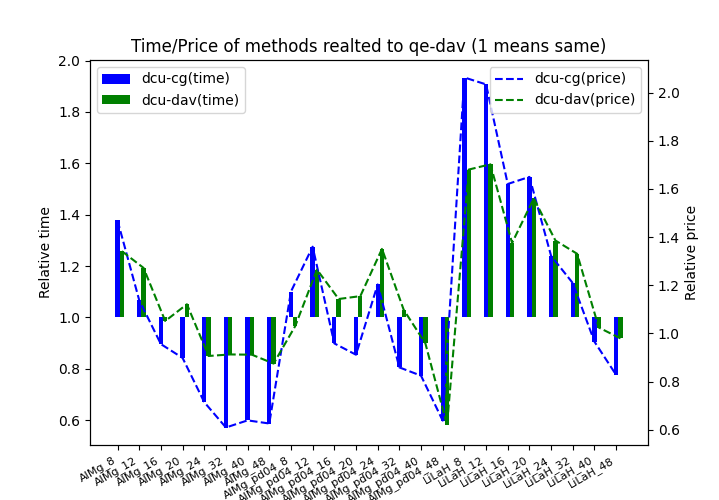 Time/Price of methods realted to qe-dav (1 means same)
dcu-cg(time)
dcu-dav(time)
dcu-cg(price)
dcu-dav(price)
Relative time
2.0
1.8
1.6
1.4
1.2
1.0
0.8
0.6
Relative price
2.0
1.8
1.6
1.4
1.2
1.0
0.8
0.6
AlMg_8
AlMg_12
AlMg_16
AlMg_20
AlMg_24
AlMg_32
AlMg_40
AlMg_48
AlMg_pd04_8
AlMg_pd04_12
AlMg_pd04_16
AlMg_pd04_20
AlMg_pd04_24
AlMg_pd04_32
AlMg_pd04_40
AlMg_pd04_48
LiLaH_8
LiLaH_12
LiLaH_16
LiLaH_20
LiLaH_24
LiLaH_32
LiLaH_40
LiLaH_48